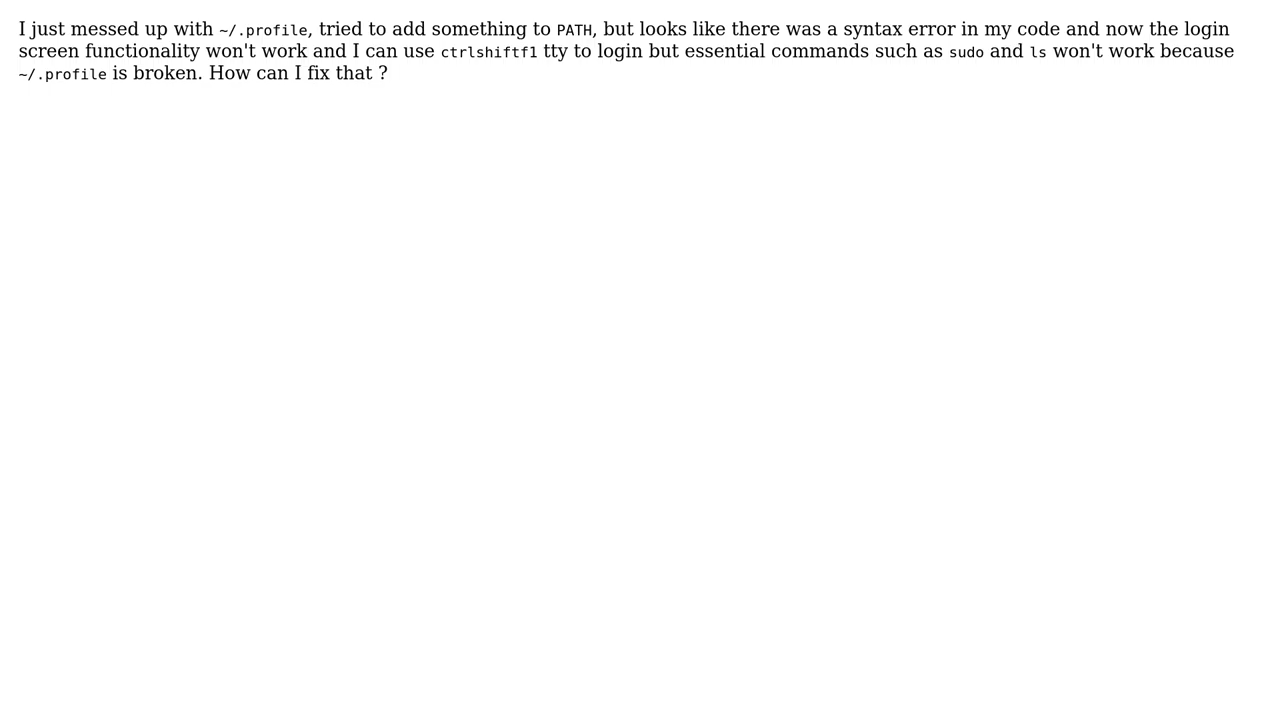 I just messed up with ~/.profile, tried to add something to PATH, but looks like there was a syntax error in my code and now the login
screen functionality won't work and I can use ctrlshiftf1 tty to login but essential commands such as sudo and ls won't work because
~/.profile is broken. How can I fix that ?